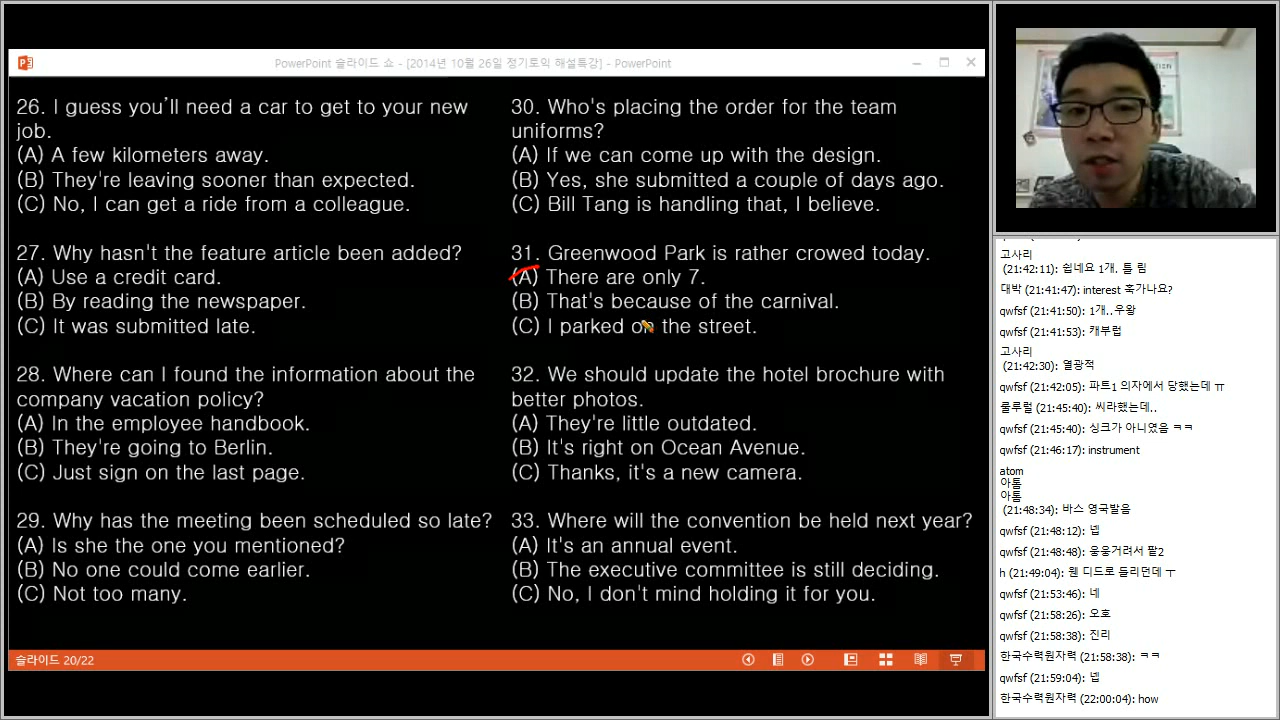 PowerPoint 슬라이드 쇼 - [2014년 10월 26일 정기토익 해설특강] - PowerPoint
26. I guess you'll need a car to get to your new
job.
(A) A few kilometers away.
(B) They're leaving sooner than expected.
(C) No, I can get a ride from a colleague.
27. Why hasn't the feature article been added?
(A) Use a credit card.
(B) By reading the newspaper.
(C) It was submitted late.
28. Where can I found the information about the
company vacation policy?
(A) In the employee handbook.
(B) They're going to Berlin.
(C) Just sign on the last page.
29. Why has the meeting been scheduled so late?
(A) Is she the one you mentioned?
(B) No one could come earlier.
(C) Not too many.
30. Who's placing the order for the team
uniforms?
(A) If we can come up with the design.
(B) Yes, she submitted a couple of days ago.
(C) Bill Tang is handling that, I believe.
31. Greenwood Park is rather crowed today.
(A) There are only 7.
(B) That's because of the carnival.
(C) I parked on the street.
32. We should update the hotel brochure with
better photos.
(A) They're little outdated.
(B) It's right on Ocean Avenue.
(C) Thanks, it's a new camera.
33. Where will the convention be held next year?
(A) It's an annual event.
(B) The executive committee is still deciding.
(C) No, I don't mind holding it for you.
슬라이드 20/22
고사리
(21:42:11): 쉽네요 1개. 틀 림
대박 (21:41:47): interest 혹가나요?
qwfsf (21:41:50): 1개..우왕
qwfsf (21:41:53): 캐부럽
고사리
(21:42:30): 열광적
qwfsf (21:42:05): 파트1 의자에서 당했는데 ㅠ
룰루럴 (21:45:40): 씨라했는데..
qwfsf (21:45:40): 싱크가 아니였음 ㅋㅋ
qwfsf (21:46:17): instrument
atom
아톰
아톰
(21:48:34): 바스 영국발음
qwfsf (21:48:12): 넵
qwfsf (21:48:48): 웅웅거려서 팥2
h (21:49:04): 웬 디드로 들리던데 ㅜ
qwfsf (21:53:46): 네
qwfsf (21:58:26): 오호
qwfsf (21:58:38): 진리
한국수력원자력 (21:58:38): ㅋㅋ
qwfsf (21:59:04): 넵
한국수력원자력 (22:00:04): how